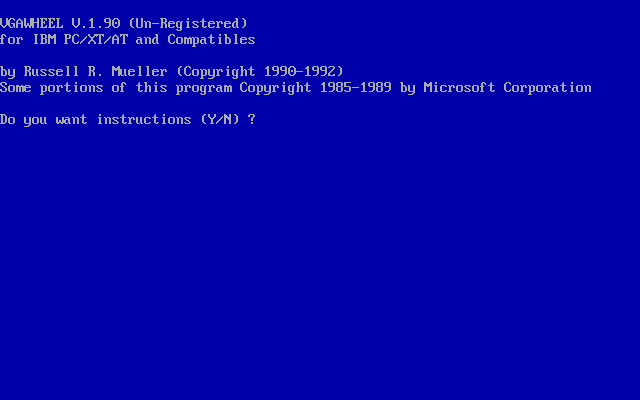 VGAWHEEL V.1.90 (Un-Registered)
for IBM PC/XT/AT and Compatibles
by Russell R. Mueller (Copyright 1990-1992)
Some portions of this program Copyright 1985-1989 by Microsoft Corporation
Do you want instructions (Y/N) ?